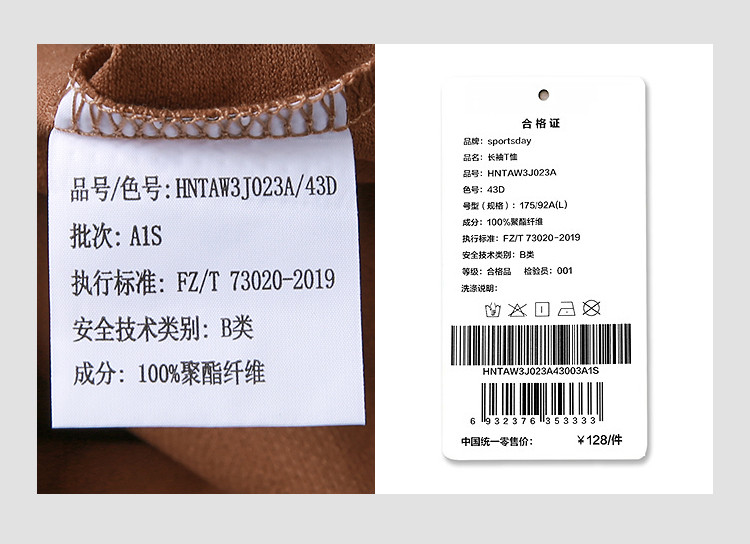 品号/色号:HNTAW3J023A/43D
批次: A1S
执行标准: FZ/T 73020-2019
安全技术类别: B类
成分: 100%聚酯纤维
合格证
品牌: sportsday
品名: 长袖T恤
品号: HNTAW3J023A
色号: 43D
号型（规格）: 175/92A(L)
成分: 100%聚酯纤维
执行标准: FZ/T 73020-2019
安全技术类别: B类
等级: 合格品 检验员: 001
洗涤说明:
HNTAW3J023A43003A1S
6 932376 353333
中国统一零售价: ￥128/件